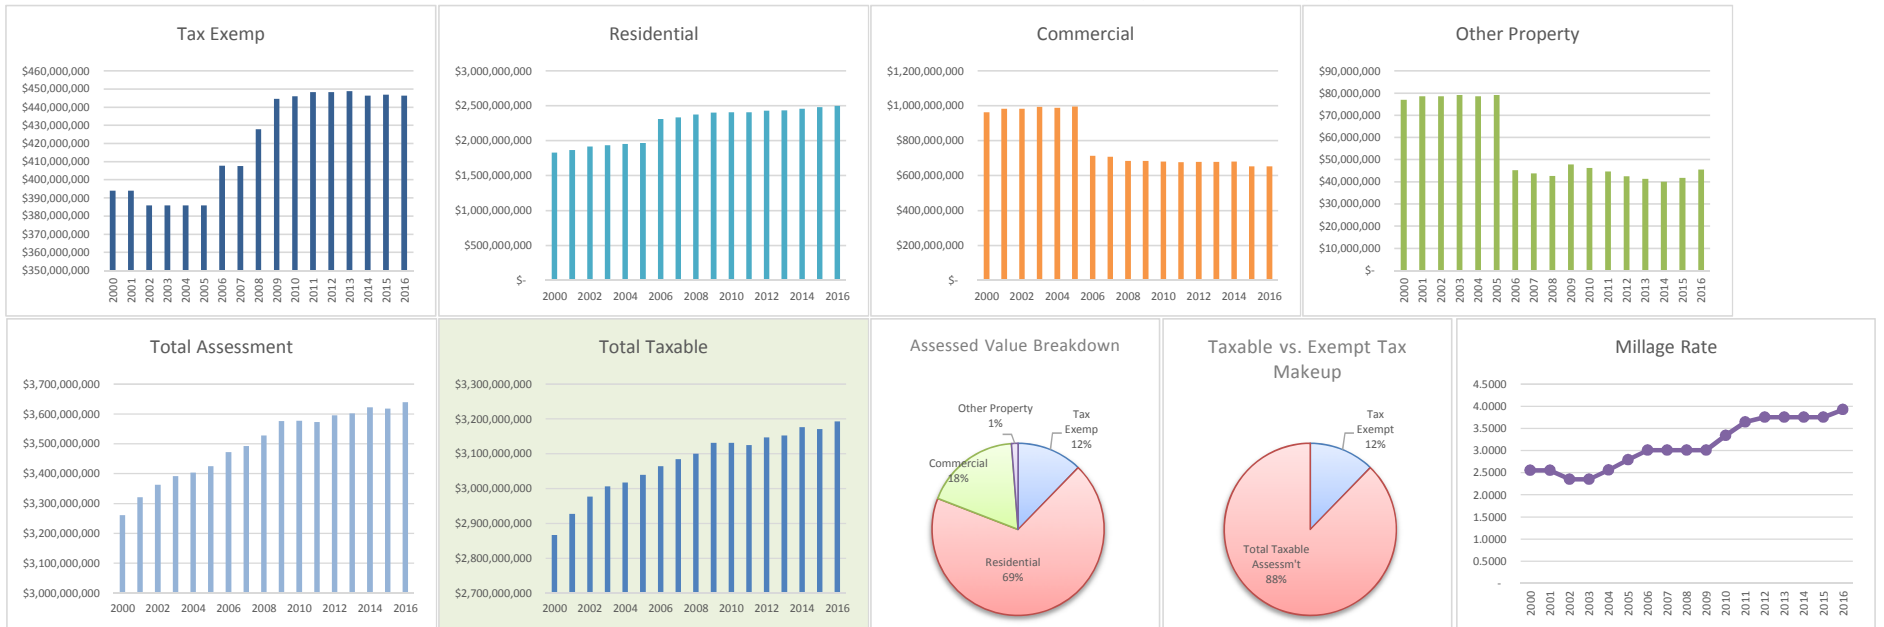 Tax Exemp
$460,000,000
$450,000,000
$440,000,000
$430,000,000
$420,000,000
$410,000,000
$400,000,000
$390,000,000
$380,000,000
$370,000,000
$360,000,000
$350,000,000
2000 2001 2002 2003 2004 2005 2006 2007 2008 2009 2010 2011 2012 2013 2014 2015 2016
Residential
$3,000,000,000
$2,500,000,000
$2,000,000,000
$1,500,000,000
$1,000,000,000
$500,000,000
$-
2000 2002 2004 2006 2008 2010 2012 2014 2016
Commercial
$1,200,000,000
$1,000,000,000
$800,000,000
$600,000,000
$400,000,000
$200,000,000
$-
2000 2002 2004 2006 2008 2010 2012 2014 2016
Other Property
$90,000,000
$80,000,000
$70,000,000
$60,000,000
$50,000,000
$40,000,000
$30,000,000
$20,000,000
$10,000,000
$-
2000 2001 2002 2003 2004 2005 2006 2007 2008 2009 2010 2011 2012 2013 2014 2015 2016
Total Assessment
$3,700,000,000
$3,600,000,000
$3,500,000,000
$3,400,000,000
$3,300,000,000
$3,200,000,000
$3,100,000,000
$3,000,000,000
2000 2002 2004 2006 2008 2010 2012 2014 2016
Total Taxable
$3,300,000,000
$3,200,000,000
$3,100,000,000
$3,000,000,000
$2,900,000,000
$2,800,000,000
$2,700,000,000
2000 2002 2004 2006 2008 2010 2012 2014 2016
Assessed Value Breakdown
Other Property
1%
Tax
Exemp
12%
Commercial
18%
Residential
69%
Taxable vs. Exempt Tax
Makeup
Tax
Exempt
12%
Total Taxable
Assessm't
88%
Millage Rate
4.5000
4.0000
3.5000
3.0000
2.5000
2.0000
1.5000
1.0000
0.5000
-
2000 2001 2002 2003 2004 2005 2006 2007 2008 2009 2010 2011 2012 2013 2014 2015 2016